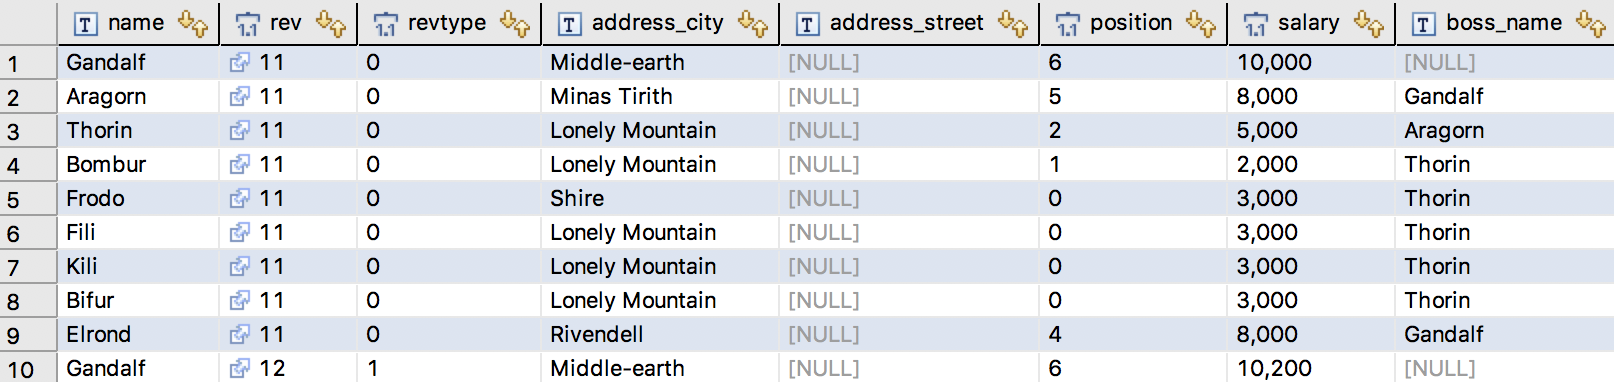 name rev revtype address_city address_street position salary boss_name
1 Gandalf 11 0 Middle-earth [NULL] 6 10,000 [NULL]
2 Aragorn 11 0 Minas Tirith [NULL] 5 8,000 Gandalf
3 Thorin 11 0 Lonely Mountain [NULL] 2 5,000 Aragorn
4 Bombur 11 0 Lonely Mountain [NULL] 1 2,000 Thorin
5 Frodo 11 0 Shire [NULL] 0 3,000 Thorin
6 Fili 11 0 Lonely Mountain [NULL] 0 3,000 Thorin
7 Kili 11 0 Lonely Mountain [NULL] 0 3,000 Thorin
8 Bifur 11 0 Lonely Mountain [NULL] 0 3,000 Thorin
9 Elrond 11 0 Rivendell [NULL] 4 8,000 Gandalf
10 Gandalf 12 1 Middle-earth [NULL] 6 10,200 [NULL]